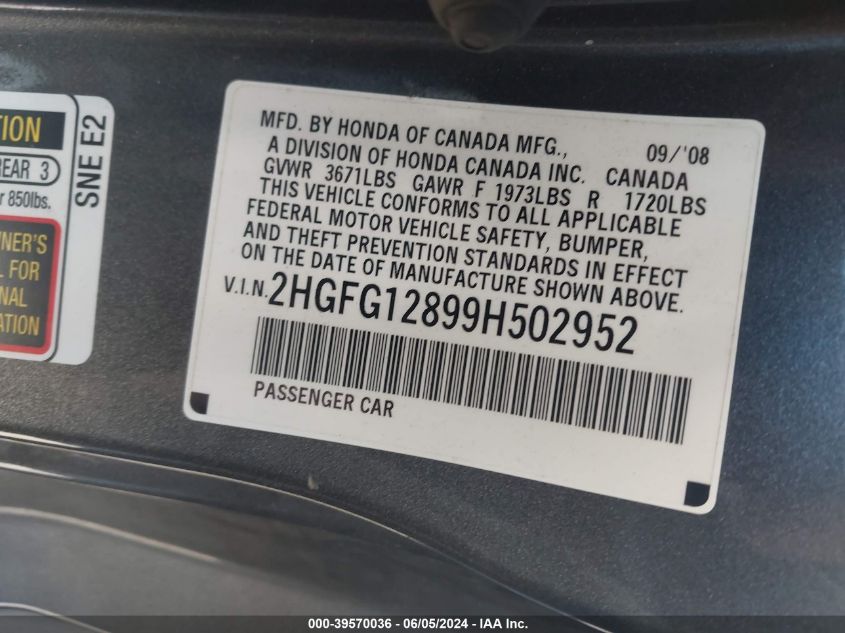 TION
REAR 3
r 850lbs.
NER'S
L FOR
NAL
ATION
SNE E2
MFD. BY HONDA OF CANADA MFG., 09/'08
A DIVISION OF HONDA CANADA INC. CANADA
GVWR 3671LBS GAWR F 1973LBS R 1720LBS
THIS VEHICLE CONFORMS TO ALL APPLICABLE
FEDERAL MOTOR VEHICLE SAFETY, BUMPER,
AND THEFT PREVENTION STANDARDS IN EFFECT
ON THE DATE OF MANUFACTURE SHOWN ABOVE.
V.I.N. 2HGFG12899H502952
PASSENGER CAR
000-39570036 - 06/05/2024 - IAA Inc.